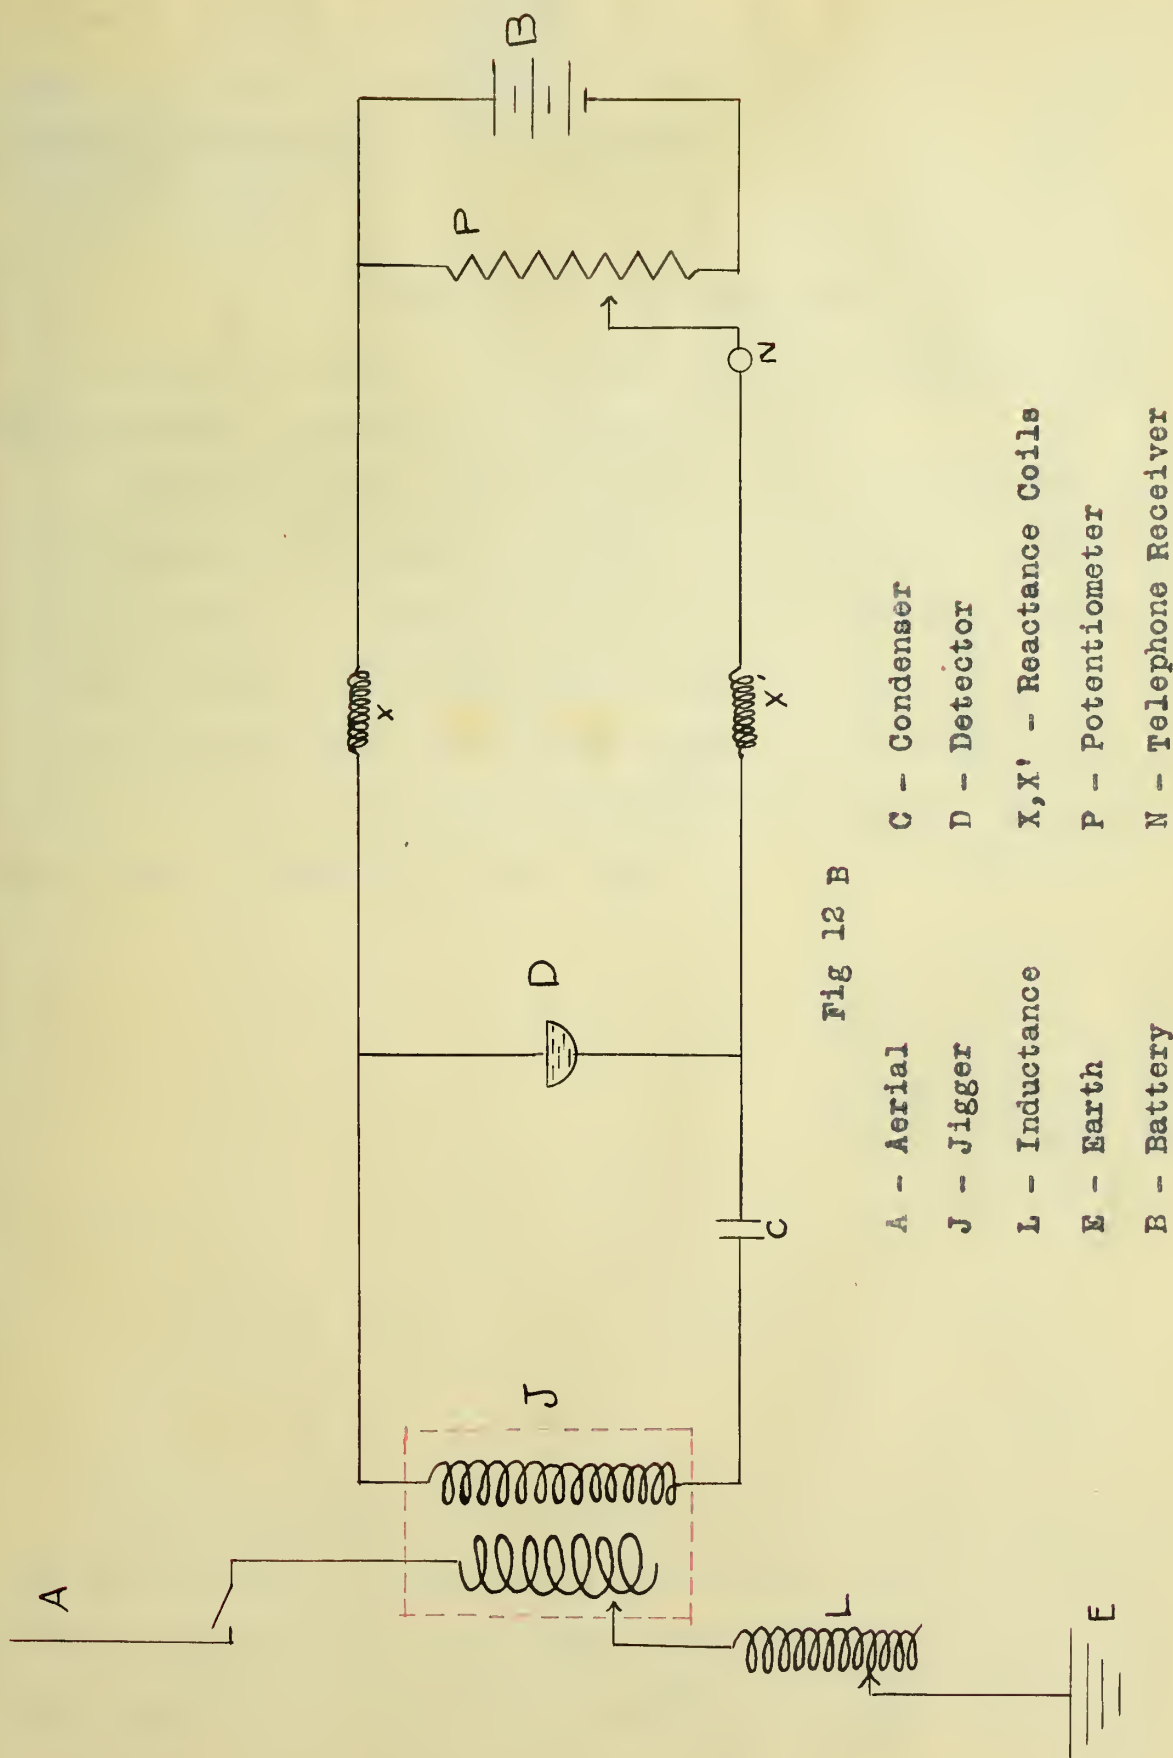 A
J
L
E
D
C
X
X'
P
N
B
Fig 12 B
A - Aerial
J - Jigger
L - Inductance
E - Earth
B - Battery
C - Condenser
D - Detector
X,X' - Reactance Coils
P - Potentiometer
N - Telephone Receiver